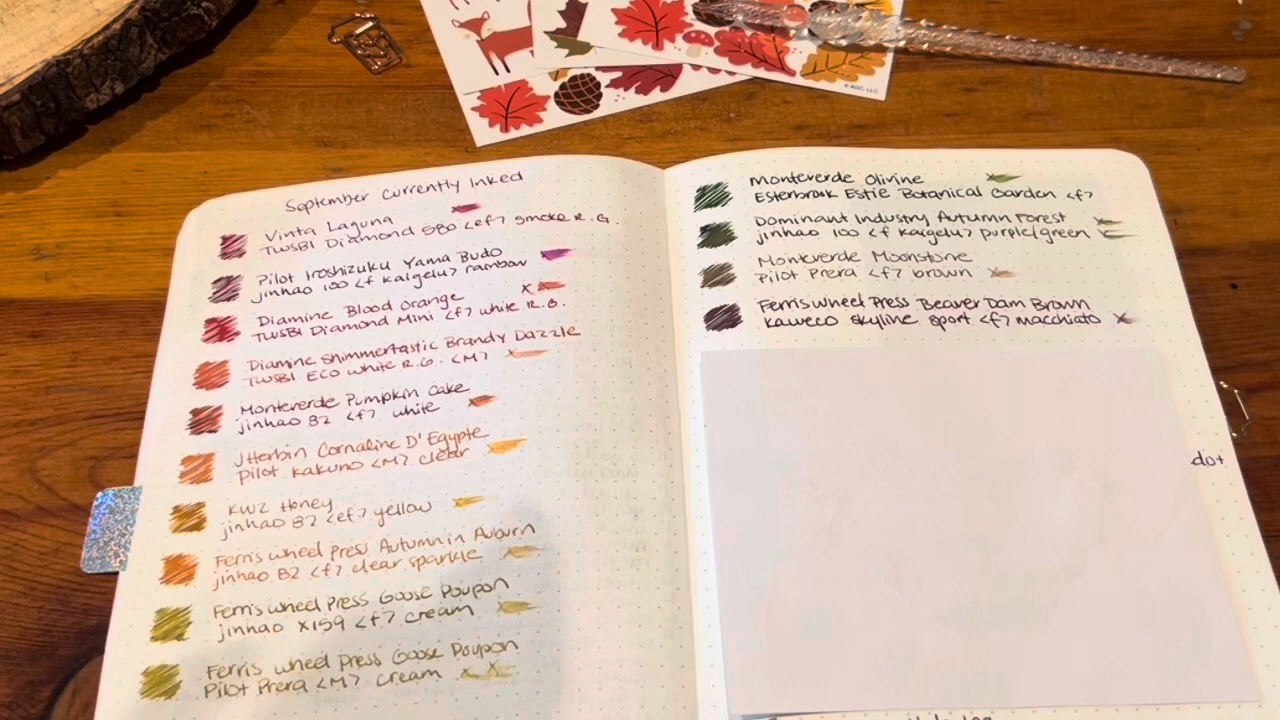 © AGC, LLC
September Currently Inked
Vinta Laguna
TWSBI Diamond 580 <ef> smoke R.G.
Pilot Iroshizuku Yama Budo
jinhao 100 <f Kaigelu> rainbow
Diamine Blood Orange
TWSBI Diamond Mini <f> white R.G.
Diamine Shimmertastic Brandy Dazzle
TWSBI ECO white R.G. <M>
Monteverde Pumpkin Cake
jinhao 82 <f> white
J Herbin Cornaline D'Egypte
Pilot Kakuno <M> clear
KWZ Honey
jinhao 82 <ef> yellow
Ferris wheel Press Autumn in Auburn
jinhao 82 <f> clear sparkle
Ferris wheel Press Goose Poupon
jinhao X159 <f> cream
Ferris wheel Press Goose Poupon
Pilot Prera <M> cream
Monteverde Olivine
Esterbrook Estie Botanical Garden <f>
Dominant Industry Autumn Forest
jinhao 100 <f Kaigelu> purple/green
Monteverde Moonstone
Pilot Prera <f> brown
Ferris wheel Press Beaver Dam Brown
Kaweco Skyline Sport <f> macchiato
dot